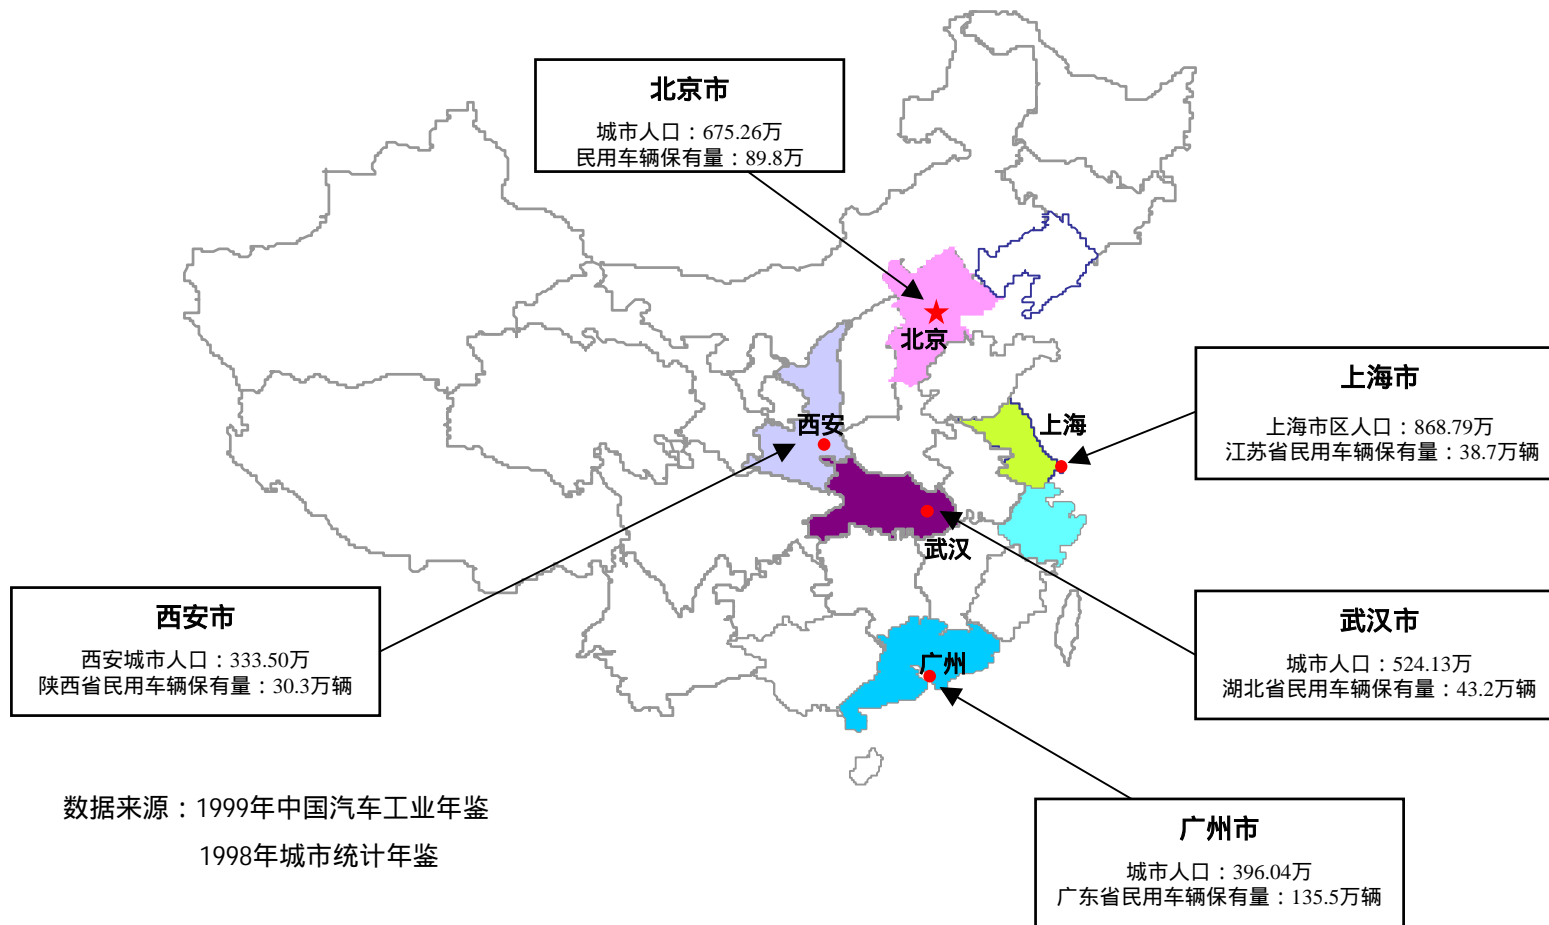 北京市
城市人口：675.26万
民用车辆保有量：89.8万
北京
上海市
上海市区人口：868.79万
江苏省民用车辆保有量：38.7万辆
上海
西安
武汉
西安市
西安城市人口：333.50万
陕西省民用车辆保有量：30.3万辆
武汉市
城市人口：524.13万
湖北省民用车辆保有量：43.2万辆
广州
数据来源：1999年中国汽车工业年鉴
1998年城市统计年鉴
广州市
城市人口：396.04万
广东省民用车辆保有量：135.5万辆